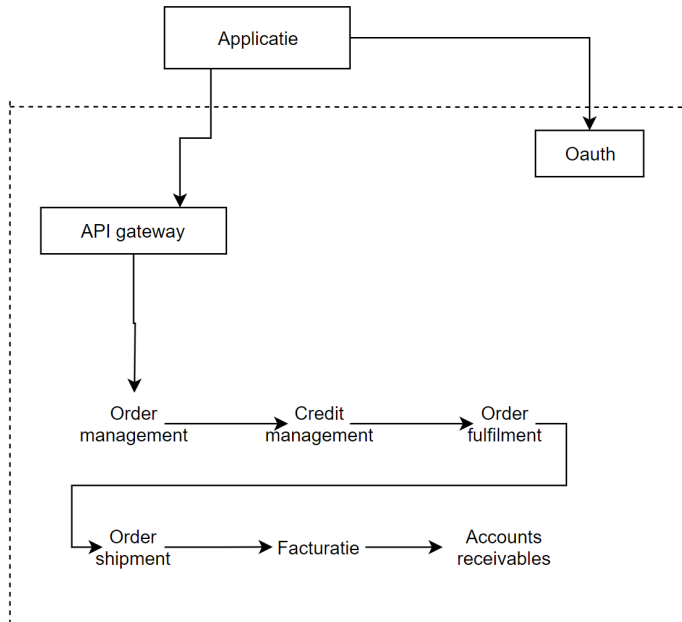 Applicatie
Oauth
API gateway
Order
management
Credit
management
Order
fulfilment
Order
shipment
Facturatie
Accounts
receivables